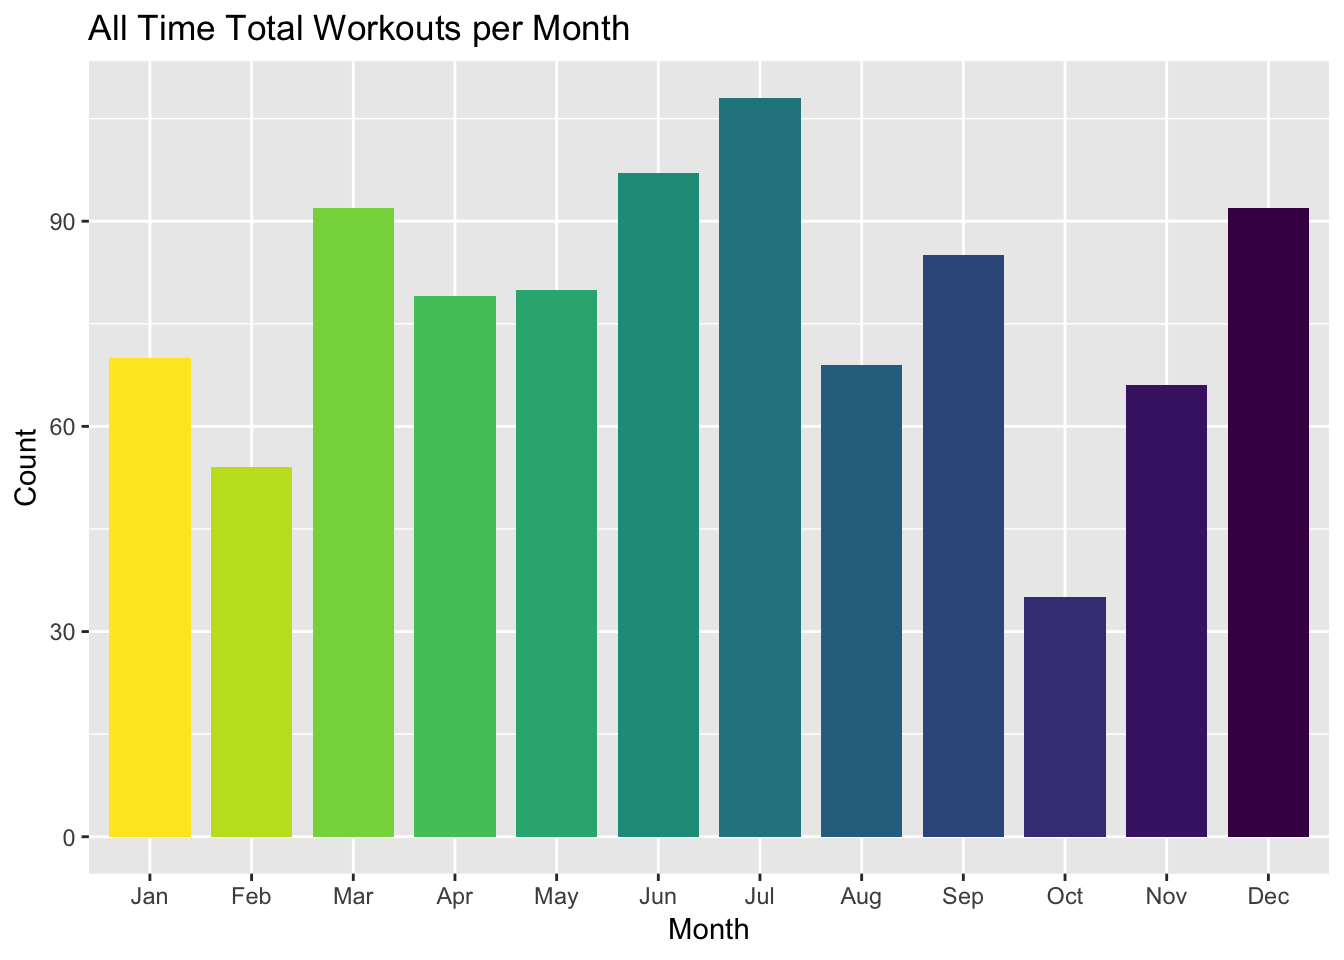 All Time Total Workouts per Month
Count
90
60
30
0
Jan Feb Mar Apr May Jun Jul Aug Sep Oct Nov Dec
Month